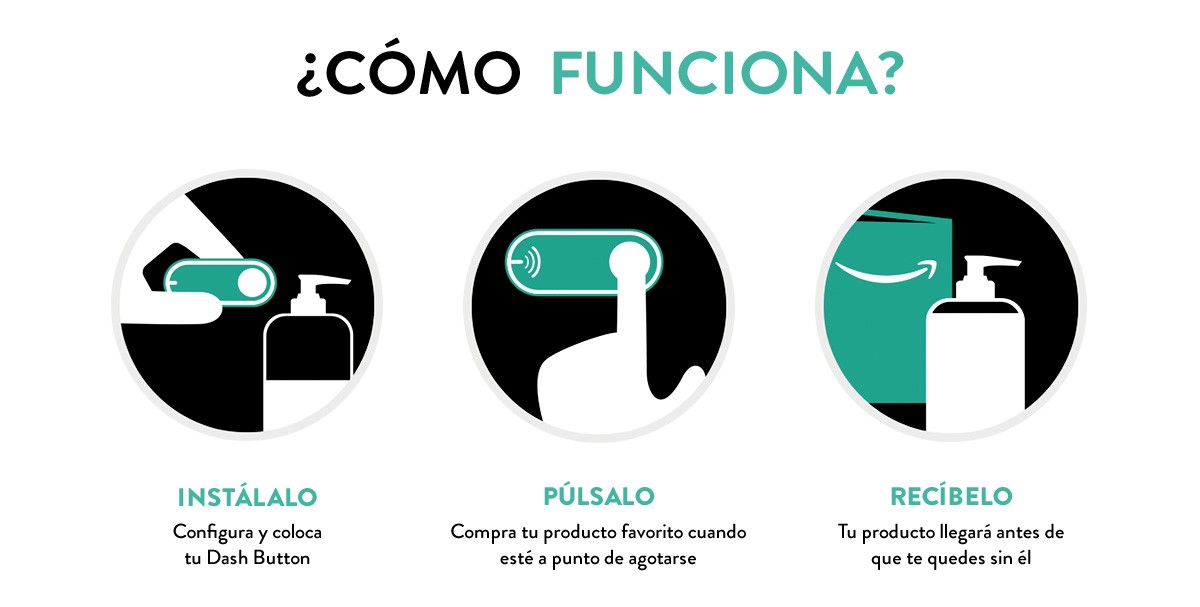 ¿CÓMO FUNCIONA?
INSTÁLALO
Configura y coloca
tu Dash Button
PÚLSALO
Compra tu producto favorito cuando
esté a punto de agotarse
RECÍBELO
Tu producto llegará antes de
que te quedes sin él